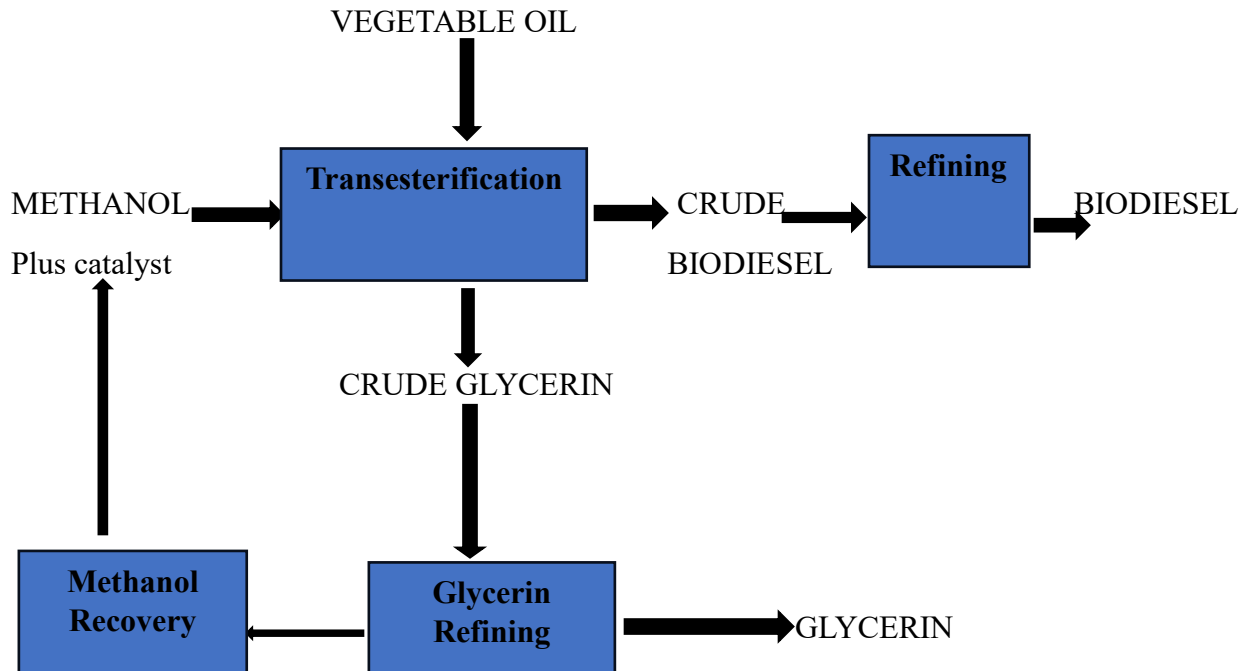 VEGETABLE OIL
Transesterification
Refining
METHANOL
CRUDE
BIODIESEL
Plus catalyst
BIODIESEL
CRUDE GLYCERIN
Methanol
Recovery
Glycerin
Refining
GLYCERIN